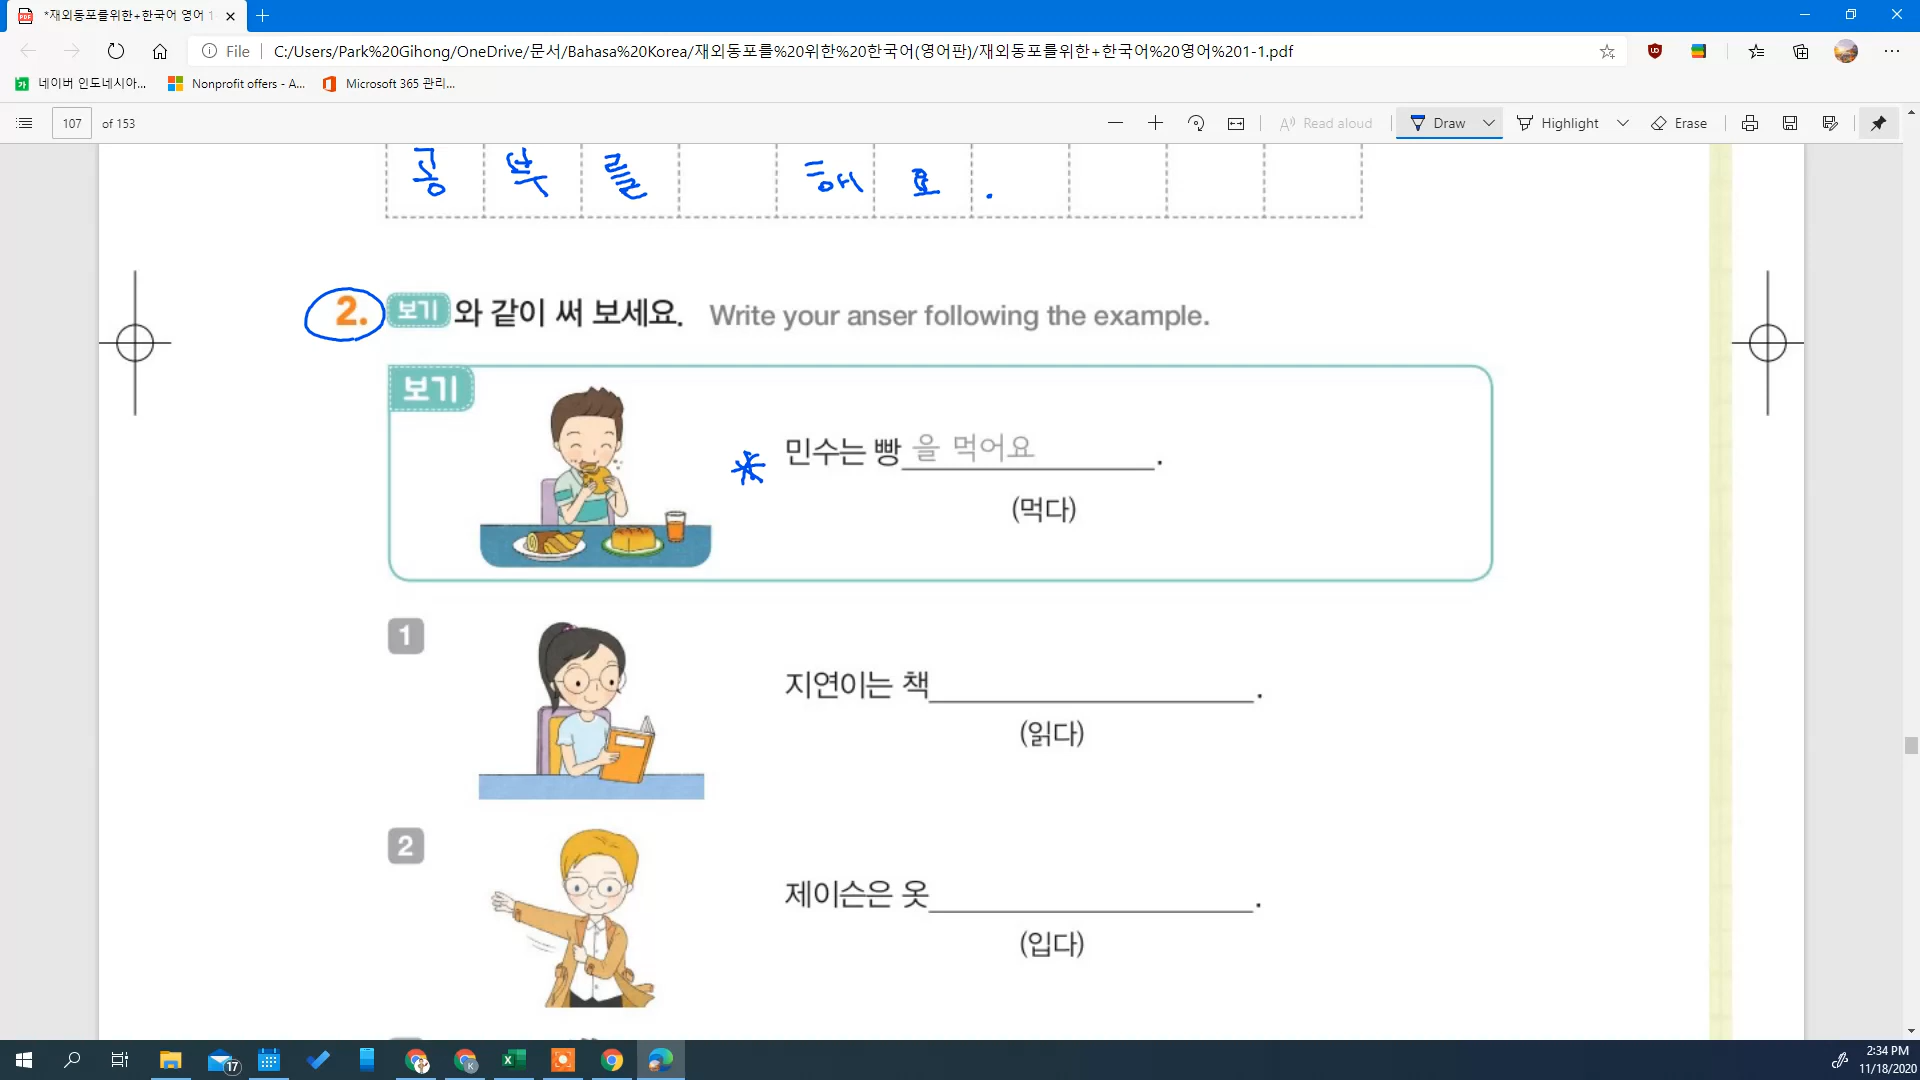 *재외동포를위한+한국어 영어 1
File
C:/Users/Park%20Gihong/OneDrive/문서/Bahasa%20Korea/재외동포를%20위한%20한국어(영어판)/재외동포를위한+한국어%20영어%201-1.pdf
네이버 인도네시아...
Nonprofit offers - A...
Microsoft 365 관리...
107 of 153
Read aloud
Draw
Highlight
Erase
공부를 해요.
2. 보기 와 같이 써 보세요. Write your anser following the example.
보기
* 민수는 빵 을 먹어요 .
(먹다)
1
지연이는 책 .
(읽다)
2
제이슨은 옷 .
(입다)
17
2:34 PM
11/18/2020